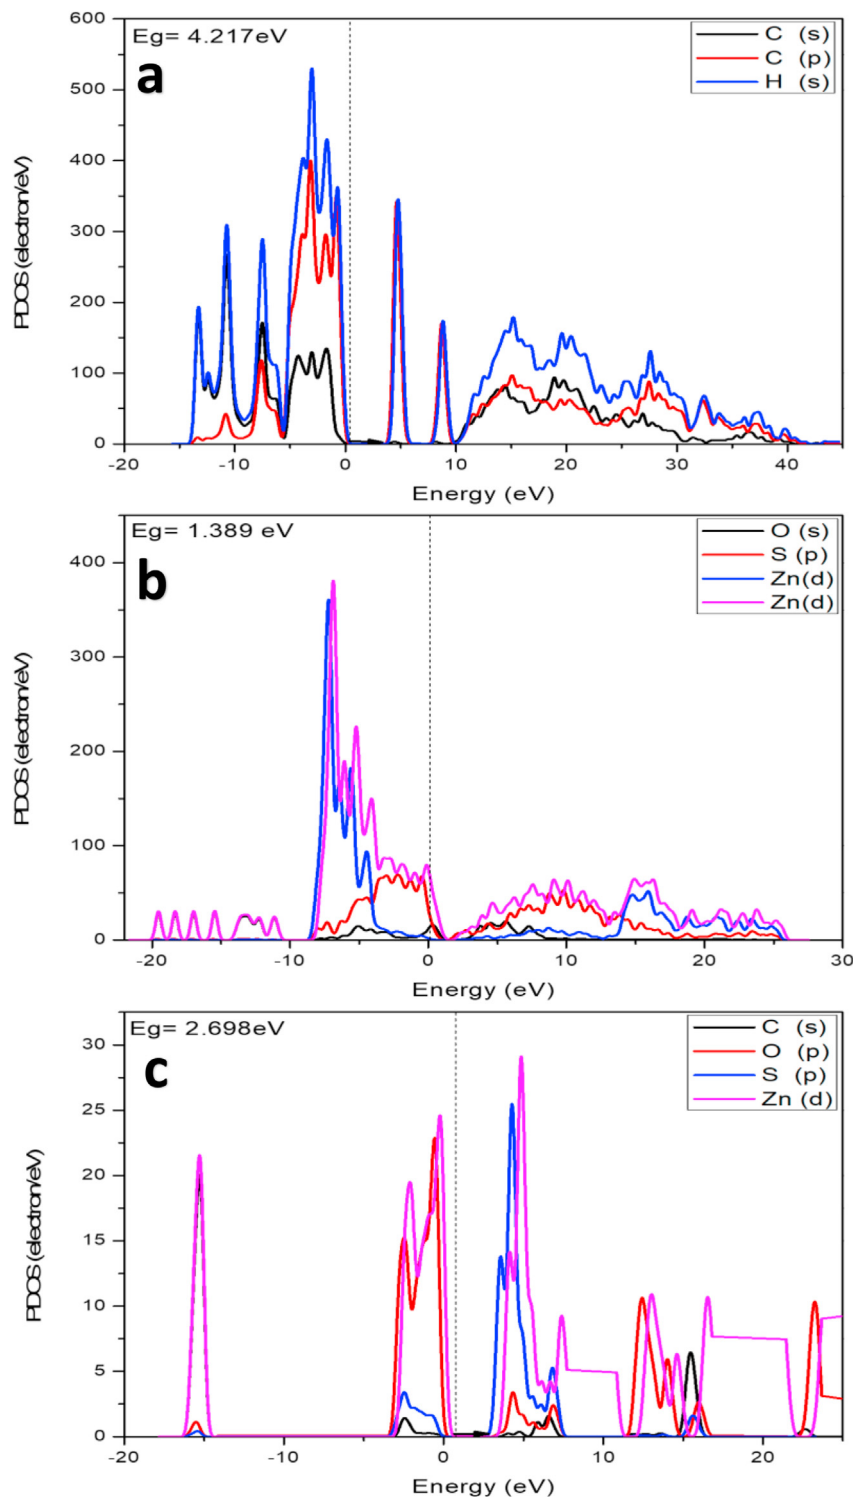 Eg= 4.217eV
a
C (s)
C (p)
H (s)
PDOS (electron/eV)
600
500
400
300
200
100
0
-20 -10 0 10 20 30 40
Energy (eV)
Eg= 1.389 eV
b
O (s)
S (p)
Zn(d)
Zn(d)
PDOS (electron/eV)
400
300
200
100
0
-20 -10 0 10 20 30
Energy (eV)
Eg= 2.698eV
c
C (s)
O (p)
S (p)
Zn (d)
PDOS (electron/eV)
30
25
20
15
10
5
0
-20 -10 0 10 20
Energy (eV)